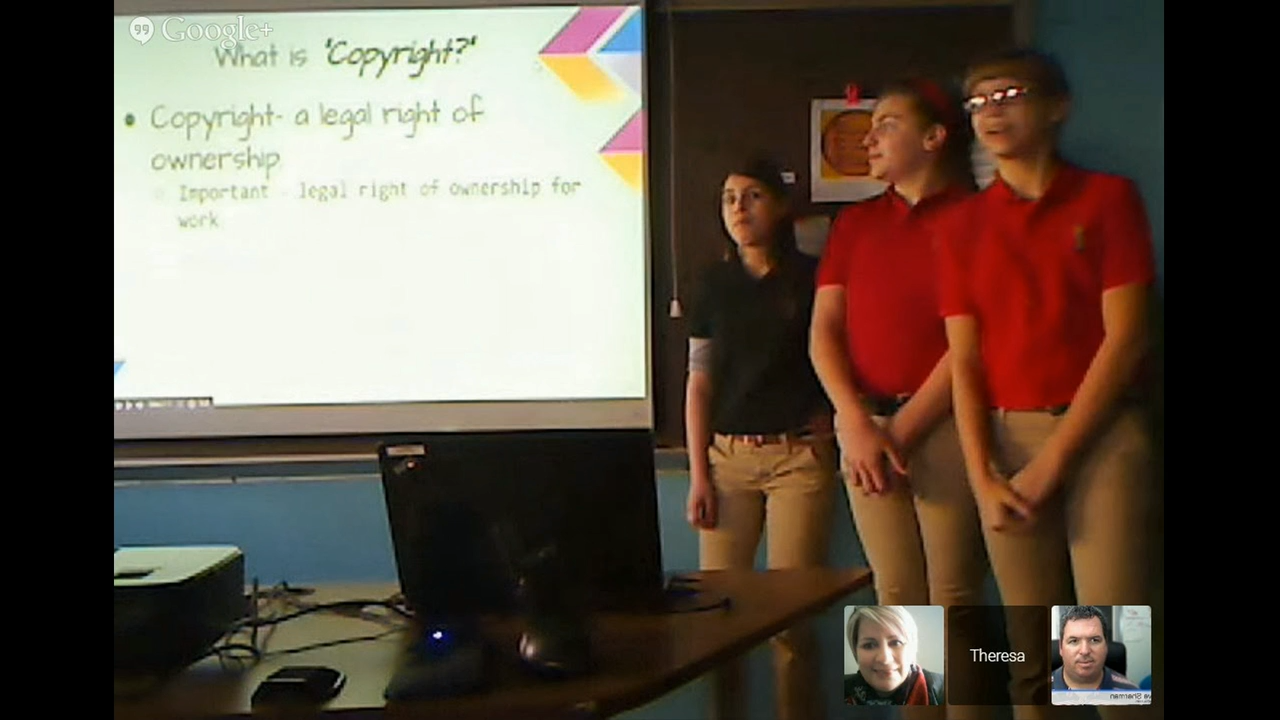 Google+
What is 'Copyright?'
Copyright- a legal right of
ownership
Important - legal right of ownership for
work
Theresa